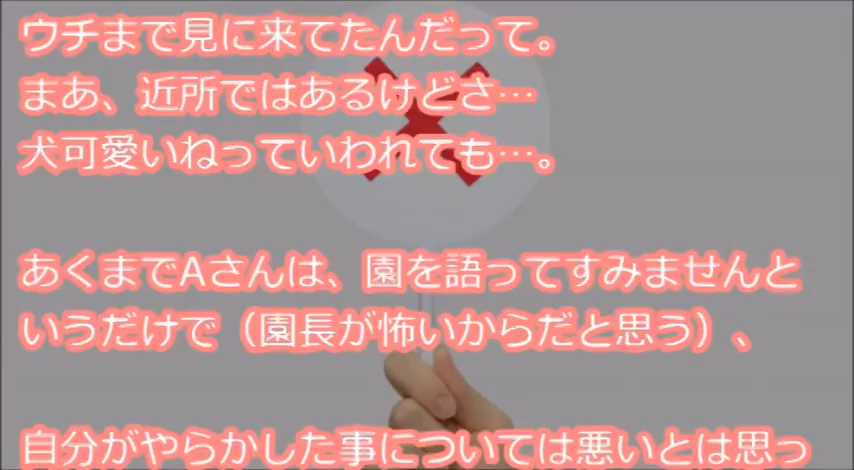 ウチまで見に来てたんだって。
まあ、近所ではあるけどさ…
犬可愛いねっていわれても…。
あくまでAさんは、園を語ってすみませんと
いうだけで（園長が怖いからだと思う）、
自分がやらかした事については悪いとは思っ